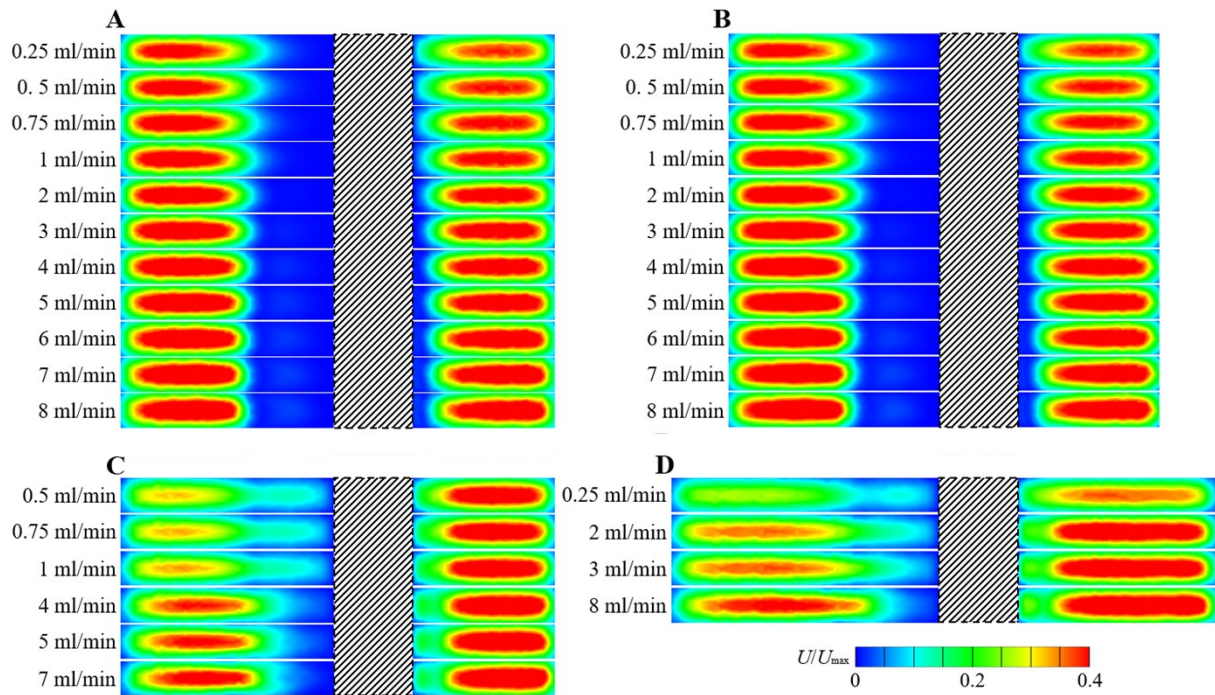 A
0.25 ml/min
0. 5 ml/min
0.75 ml/min
1 ml/min
2 ml/min
3 ml/min
4 ml/min
5 ml/min
6 ml/min
7 ml/min
8 ml/min
B
0.25 ml/min
0. 5 ml/min
0.75 ml/min
1 ml/min
2 ml/min
3 ml/min
4 ml/min
5 ml/min
6 ml/min
7 ml/min
8 ml/min
C
0.5 ml/min
0.75 ml/min
1 ml/min
4 ml/min
5 ml/min
7 ml/min
D
0.25 ml/min
2 ml/min
3 ml/min
8 ml/min
U/Umax
0 0.2 0.4